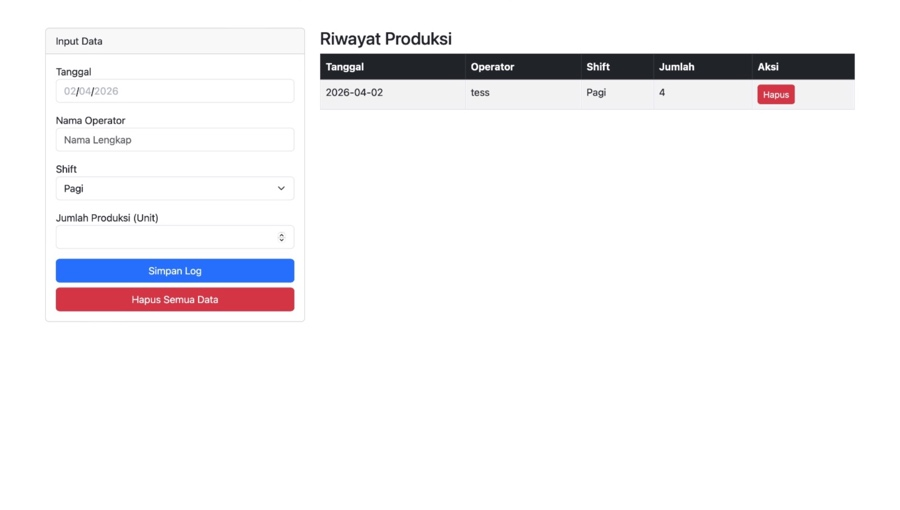 Input Data
Tanggal
02/04/2026
Nama Operator
Nama Lengkap
Shift
Pagi
Jumlah Produksi (Unit)
Simpan Log
Hapus Semua Data
Riwayat Produksi
Tanggal Operator Shift Jumlah Aksi
2026-04-02 tess Pagi 4 Hapus